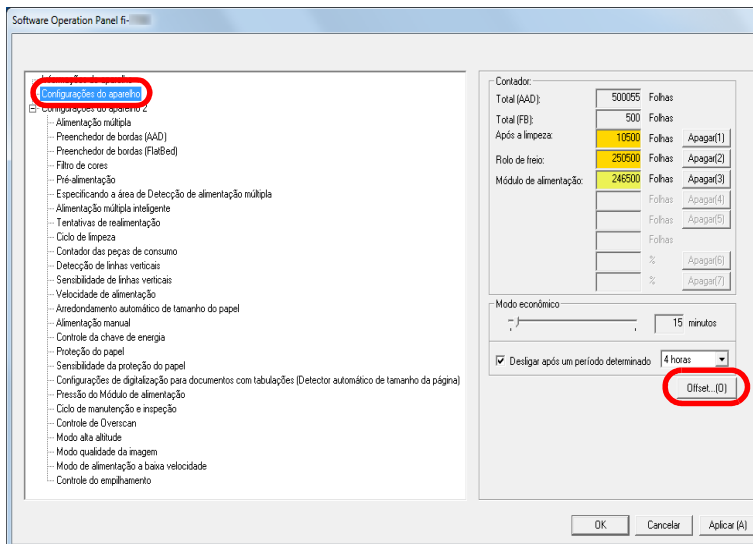 Software Operation Panel fi-
Informações do aparelho
Configurações do aparelho
Configurações do aparelho 2
Alimentação múltipla
Preenchedor de bordas (AAD)
Preenchedor de bordas (FlatBed)
Filtro de cores
Pré-alimentação
Especificando a área de Detecção de alimentação múltipla
Alimentação múltipla inteligente
Tentativas de realimentação
Ciclo de limpeza
Contador das peças de consumo
Detecção de linhas verticais
Sensibilidade de linhas verticais
Velocidade de alimentação
Arredondamento automático de tamanho do papel
Alimentação manual
Controle da chave de energia
Proteção do papel
Sensibilidade da proteção do papel
Configurações de digitalização para documentos com tabulações (Detector automático de tamanho da página)
Pressão do Módulo de alimentação
Ciclo de manutenção e inspeção
Controle de Overscan
Modo alta altitude
Modo qualidade da imagem
Modo de alimentação a baixa velocidade
Controle do empilhamento
Contador:
Total (AAD): 500055 Folhas
Total (FB): 500 Folhas
Após a limpeza: 10500 Folhas Apagar(1)
Rolo de freio: 250500 Folhas Apagar(2)
Módulo de alimentação: 246500 Folhas Apagar(3)
Folhas Apagar(4)
Folhas Apagar(5)
Folhas
% Apagar(6)
% Apagar(7)
Modo econômico
15 minutos
Desligar após um período determinado 4 horas
Offset...(O)
OK Cancelar Aplicar (A)